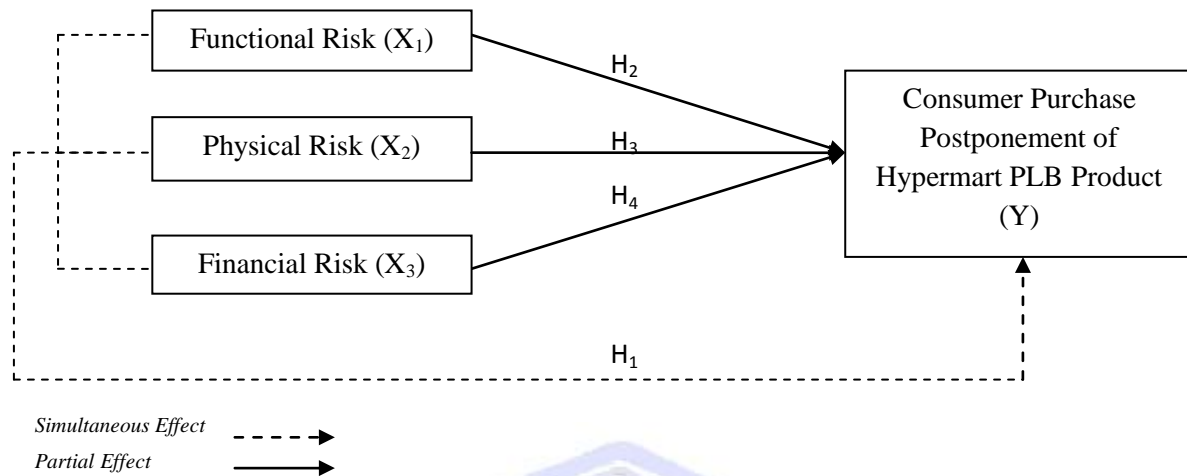 Functional Risk (X₁)
H₂
Consumer Purchase
Postponement of
Hypermart PLB Product
(Y)
Physical Risk (X₂)
H₃
H₄
Financial Risk (X₃)
H₁
Simultaneous Effect
Partial Effect